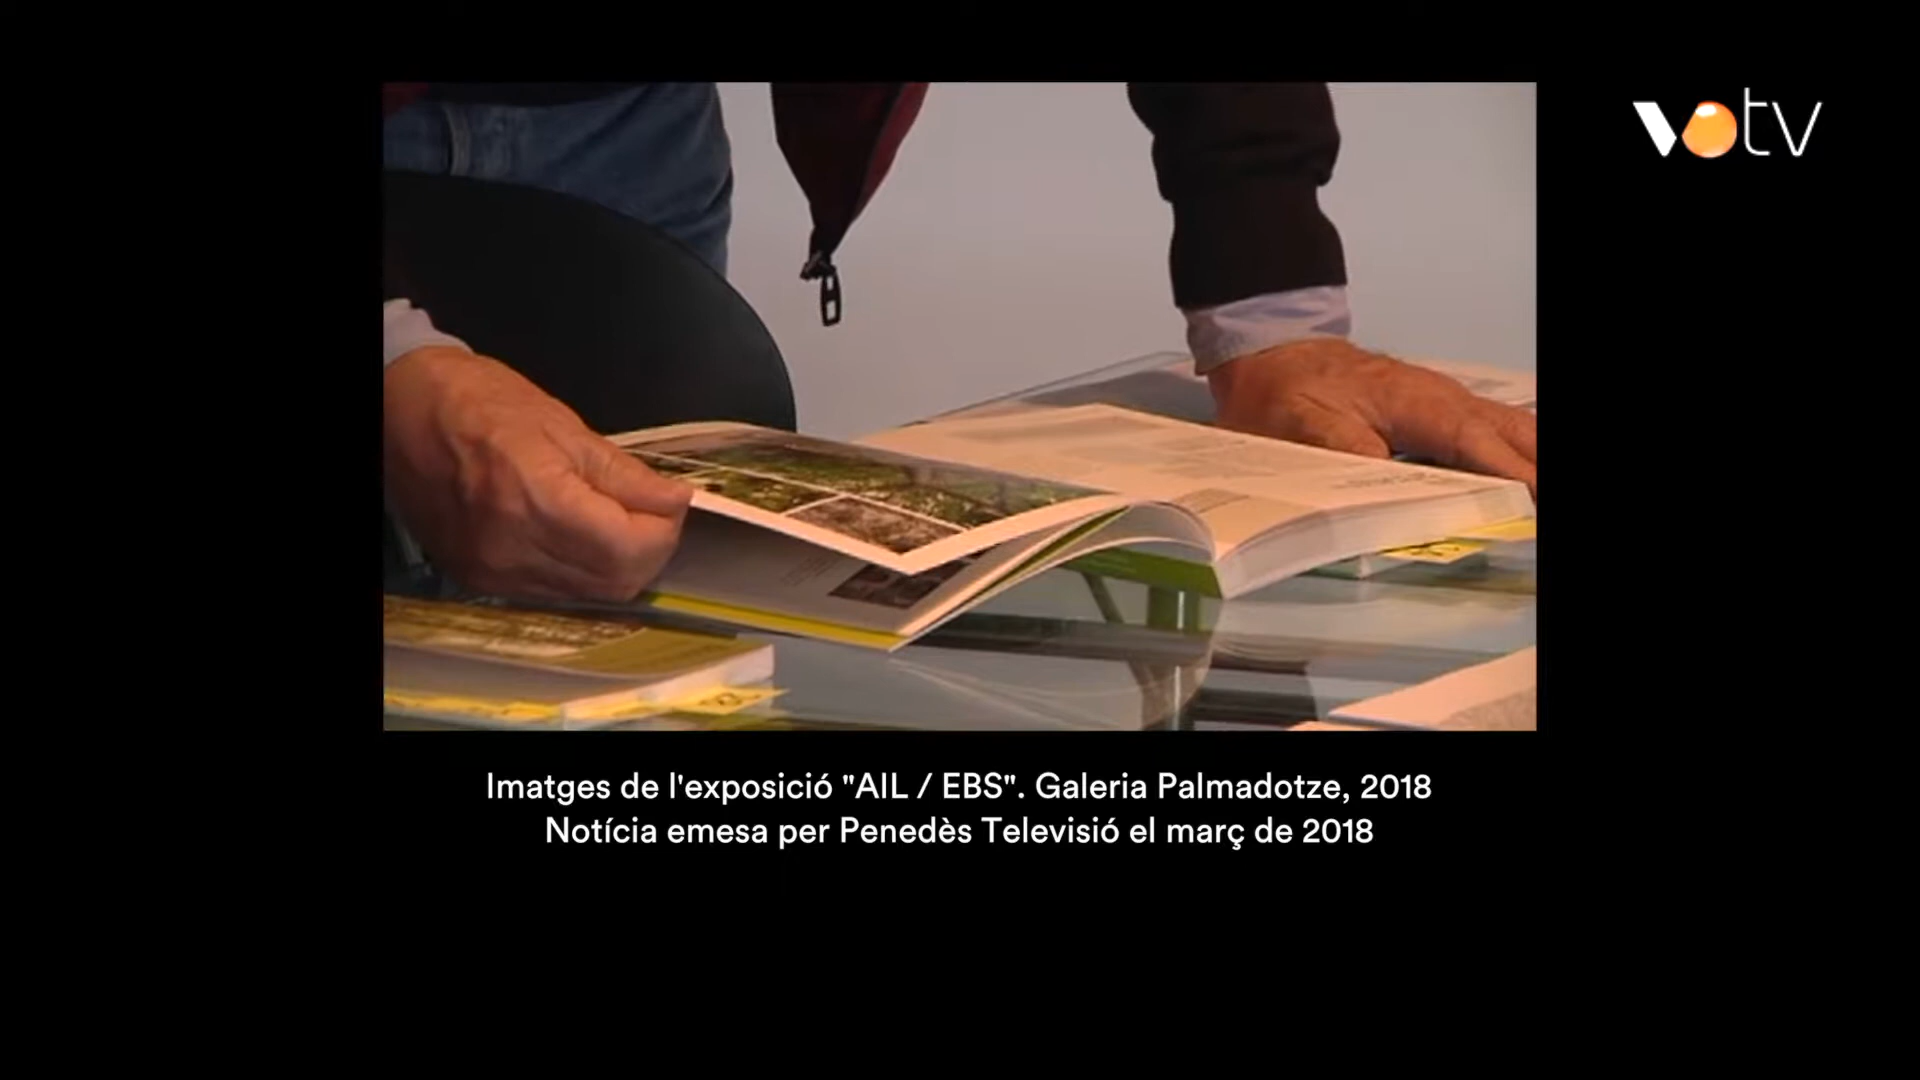 votv
Imatges de l'exposició "AIL / EBS". Galeria Palmadotze, 2018
Notícia emesa per Penedès Televisió el març de 2018